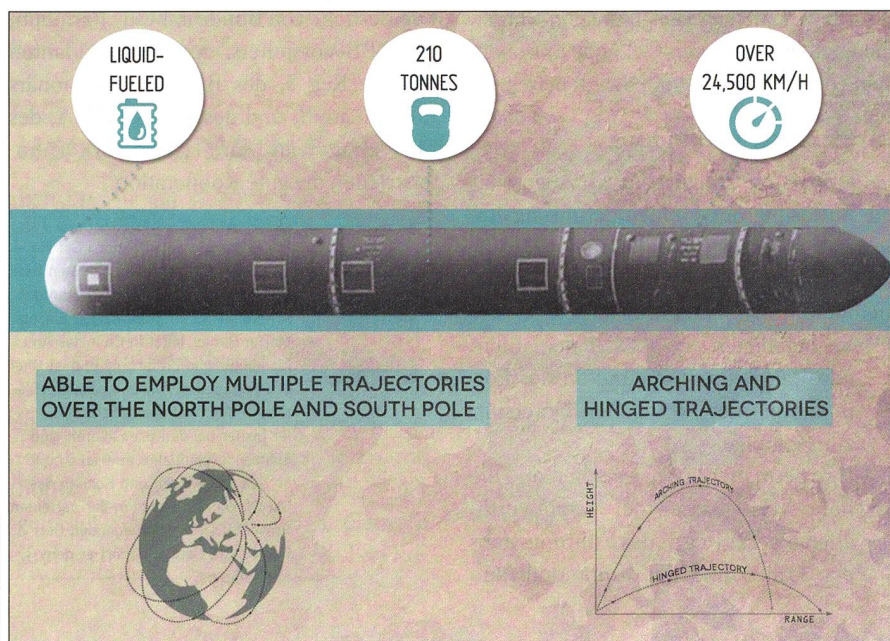 LIQUID-
FUELED
210
TONNES
OVER
24,500 KM/H
ABLE TO EMPLOY MULTIPLE TRAJECTORIES
OVER THE NORTH POLE AND SOUTH POLE
ARCHING AND
HINGED TRAJECTORIES
HEIGHT
ARCHING TRAJECTORY
HINGED TRAJECTORY
RANGE